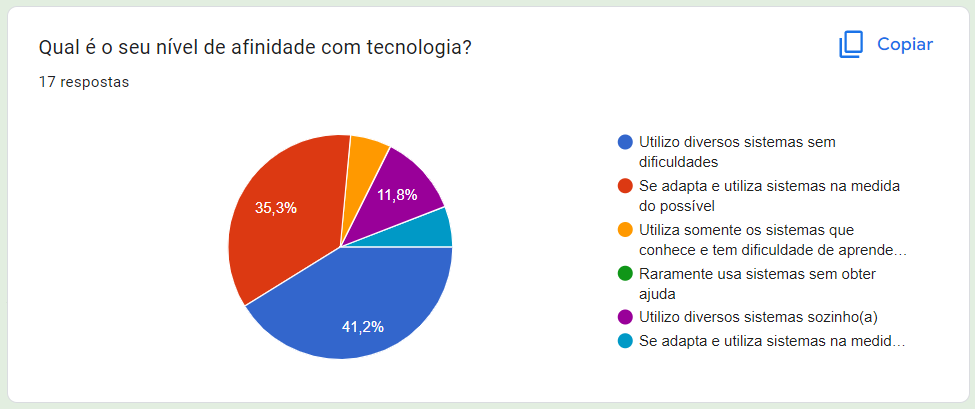 Qual é o seu nível de afinidade com tecnologia?
Copiar
17 respostas
35,3%
11,8%
41,2%
Utilizo diversos sistemas sem
dificuldades
Se adapta e utiliza sistemas na medida
do possível
Utiliza somente os sistemas que
conhece e tem dificuldade de aprende…
Raramente usa sistemas sem obter
ajuda
Utilizo diversos sistemas sozinho(a)
Se adapta e utiliza sistemas na medid…